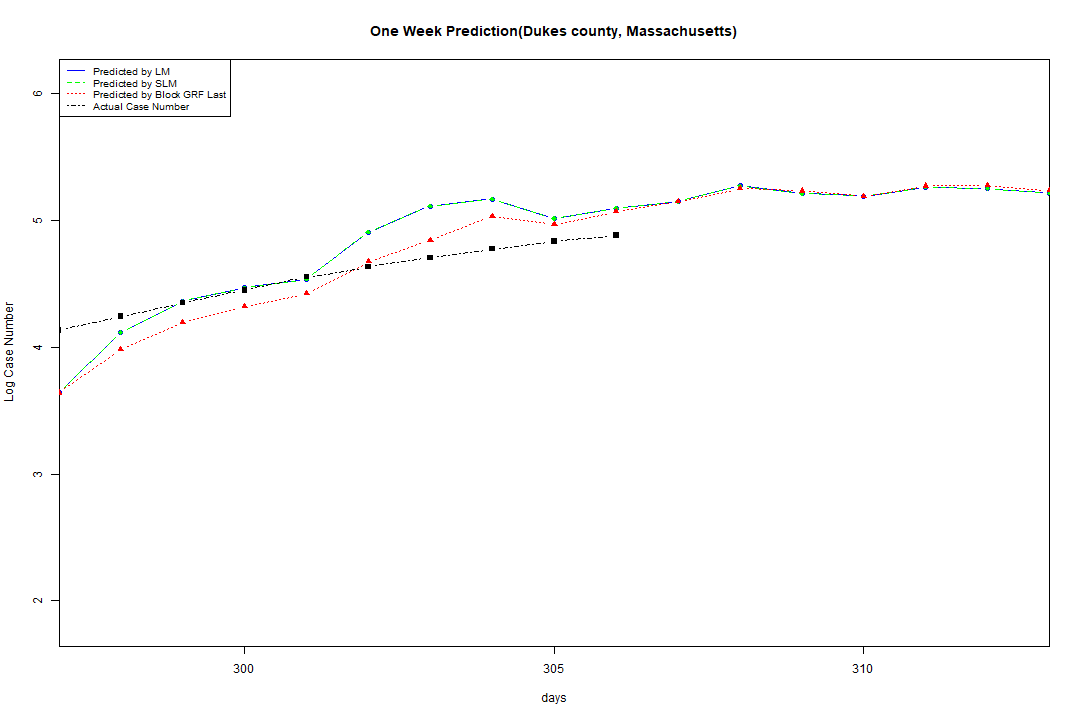 One Week Prediction(Dukes county, Massachusetts)
Predicted by LM
Predicted by SLM
Predicted by Block GRF Last
Actual Case Number
6
5
4
3
2
Log Case Number
300 305 310
days